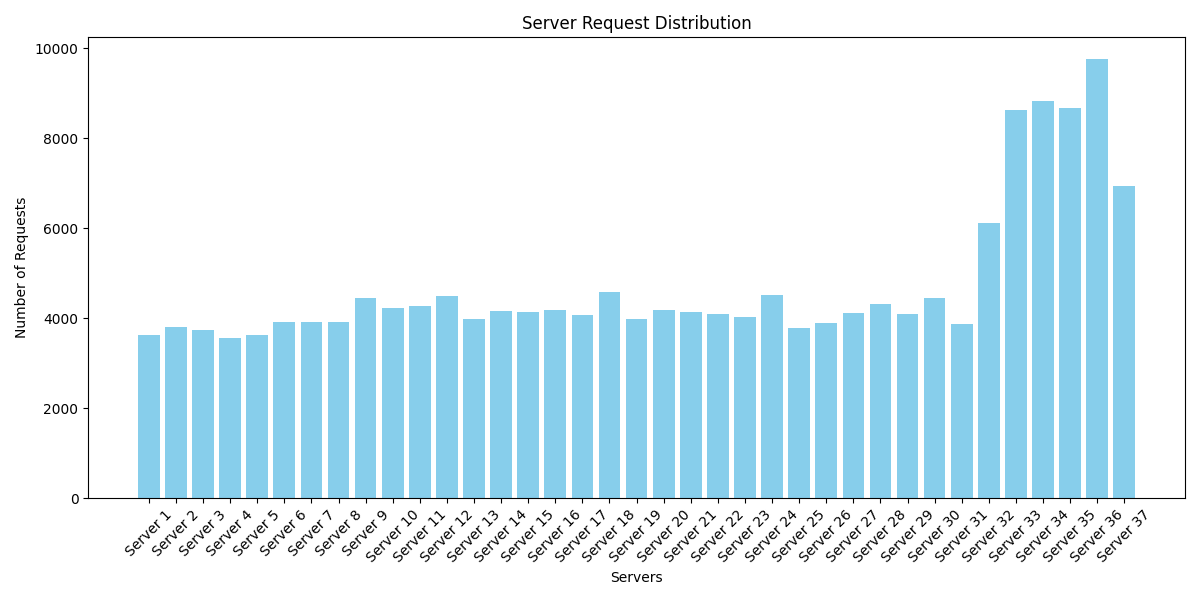 Server Request Distribution
Number of Requests
10000
8000
6000
4000
2000
0
Server 1
Server 2
Server 3
Server 4
Server 5
Server 6
Server 7
Server 8
Server 9
Server 10
Server 11
Server 12
Server 13
Server 14
Server 15
Server 16
Server 17
Server 18
Server 19
Server 20
Server 21
Server 22
Server 23
Server 24
Server 25
Server 26
Server 27
Server 28
Server 29
Server 30
Server 31
Server 32
Server 33
Server 34
Server 35
Server 36
Server 37
Servers